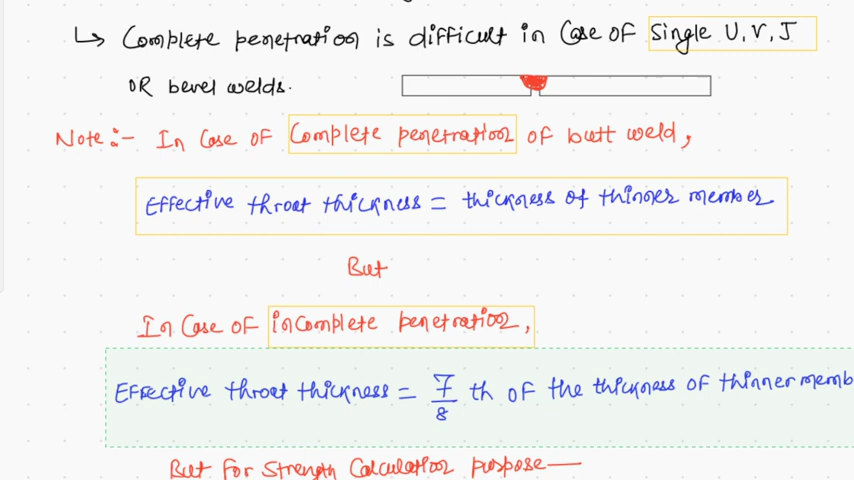 ↳ Complete penetration is difficult in Case of Single U, V, J
OR bevel welds.
Note:- In Case of Complete penetration of butt weld,
Effective throat thickness = thickness of thinner member
But
In Case of incomplete penetration,
Effective throat thickness = 7/8 th of the thickness of thinner memb
But for strength Calculation purpose —